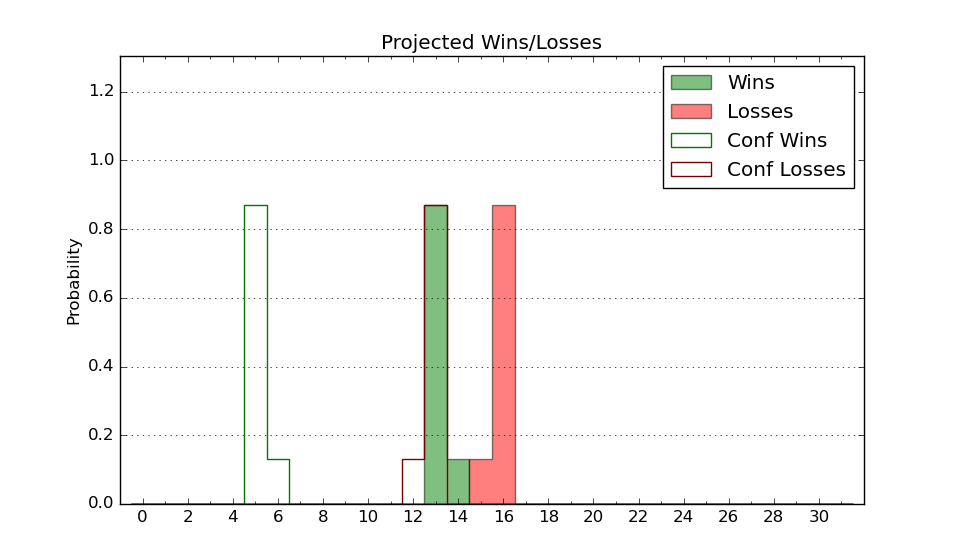 Projected Wins/Losses
Wins
Losses
Conf Wins
Conf Losses
Probability
1.2
1.0
0.8
0.6
0.4
0.2
0.0
0 2 4 6 8 10 12 14 16 18 20 22 24 26 28 30